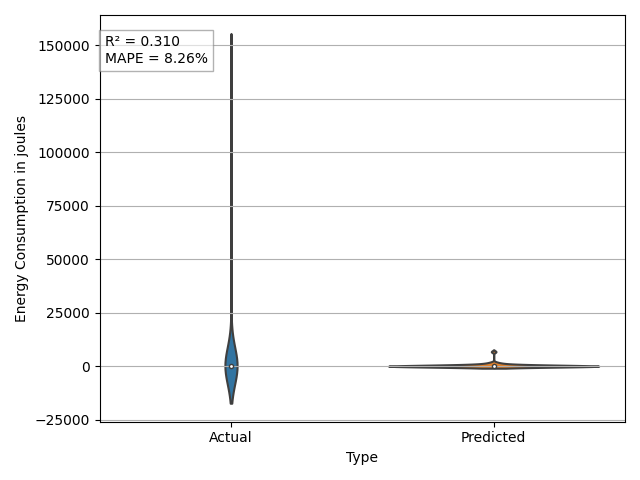 R² = 0.310
MAPE = 8.26%
150000
125000
100000
75000
50000
25000
0
−25000
Energy Consumption in joules
Actual
Predicted
Type